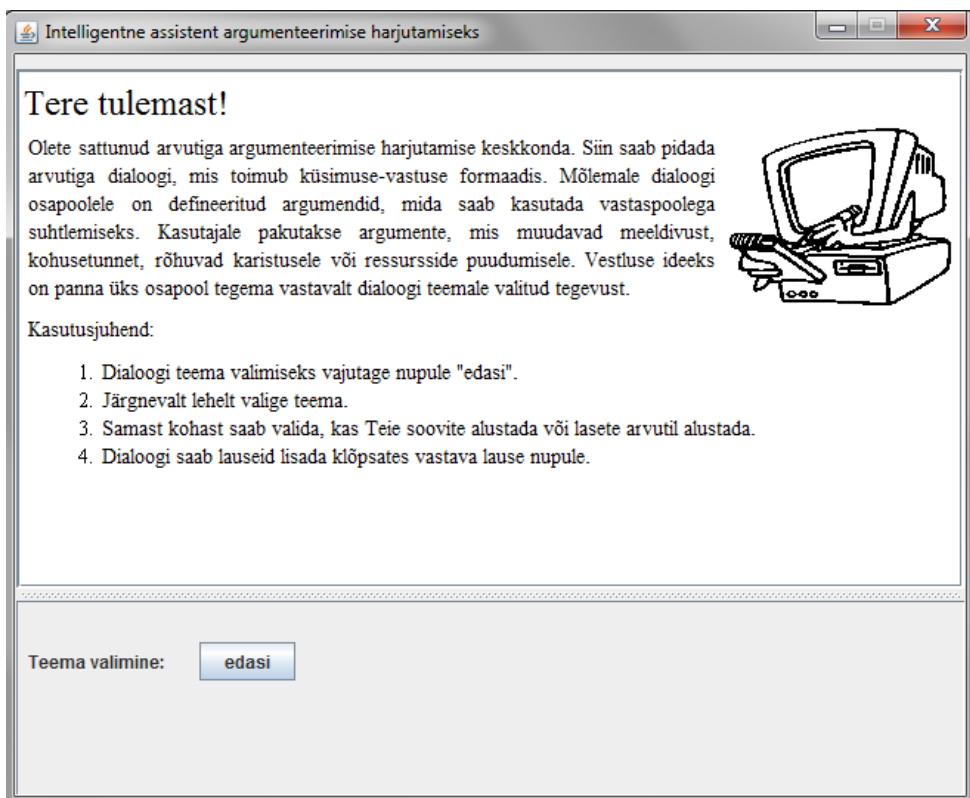 Intelligentne assistent argumenteerimise harjutamiseks
Tere tulemast!
Olete sattunud arvutiga argumenteerimise harjutamise keskkonda. Siin saab pidada
arvutiga dialoogi, mis toimub küsimuse-vastuse formaadis. Mõlemale dialoogi
osapoolele on defineeritud argumendid, mida saab kasutada vastaspoolega
suhtlemiseks. Kasutajale pakutakse argumente, mis muudavad meeldivust,
kohusetunnet, rõhuvad karistusele või ressursside puudumisele. Vestluse ideeks
on panna üks osapool tegema vastavalt dialoogi teemale valitud tegevust.
Kasutusjuhend:
1. Dialoogi teema valimiseks vajutage nupule "edasi".
2. Järgnevalt lehelt valige teema.
3. Samast kohast saab valida, kas Teie soovite alustada või lasete arvutil alustada.
4. Dialoogi saab lauseid lisada klõpsates vastava lause nupule.
Teema valimine: edasi